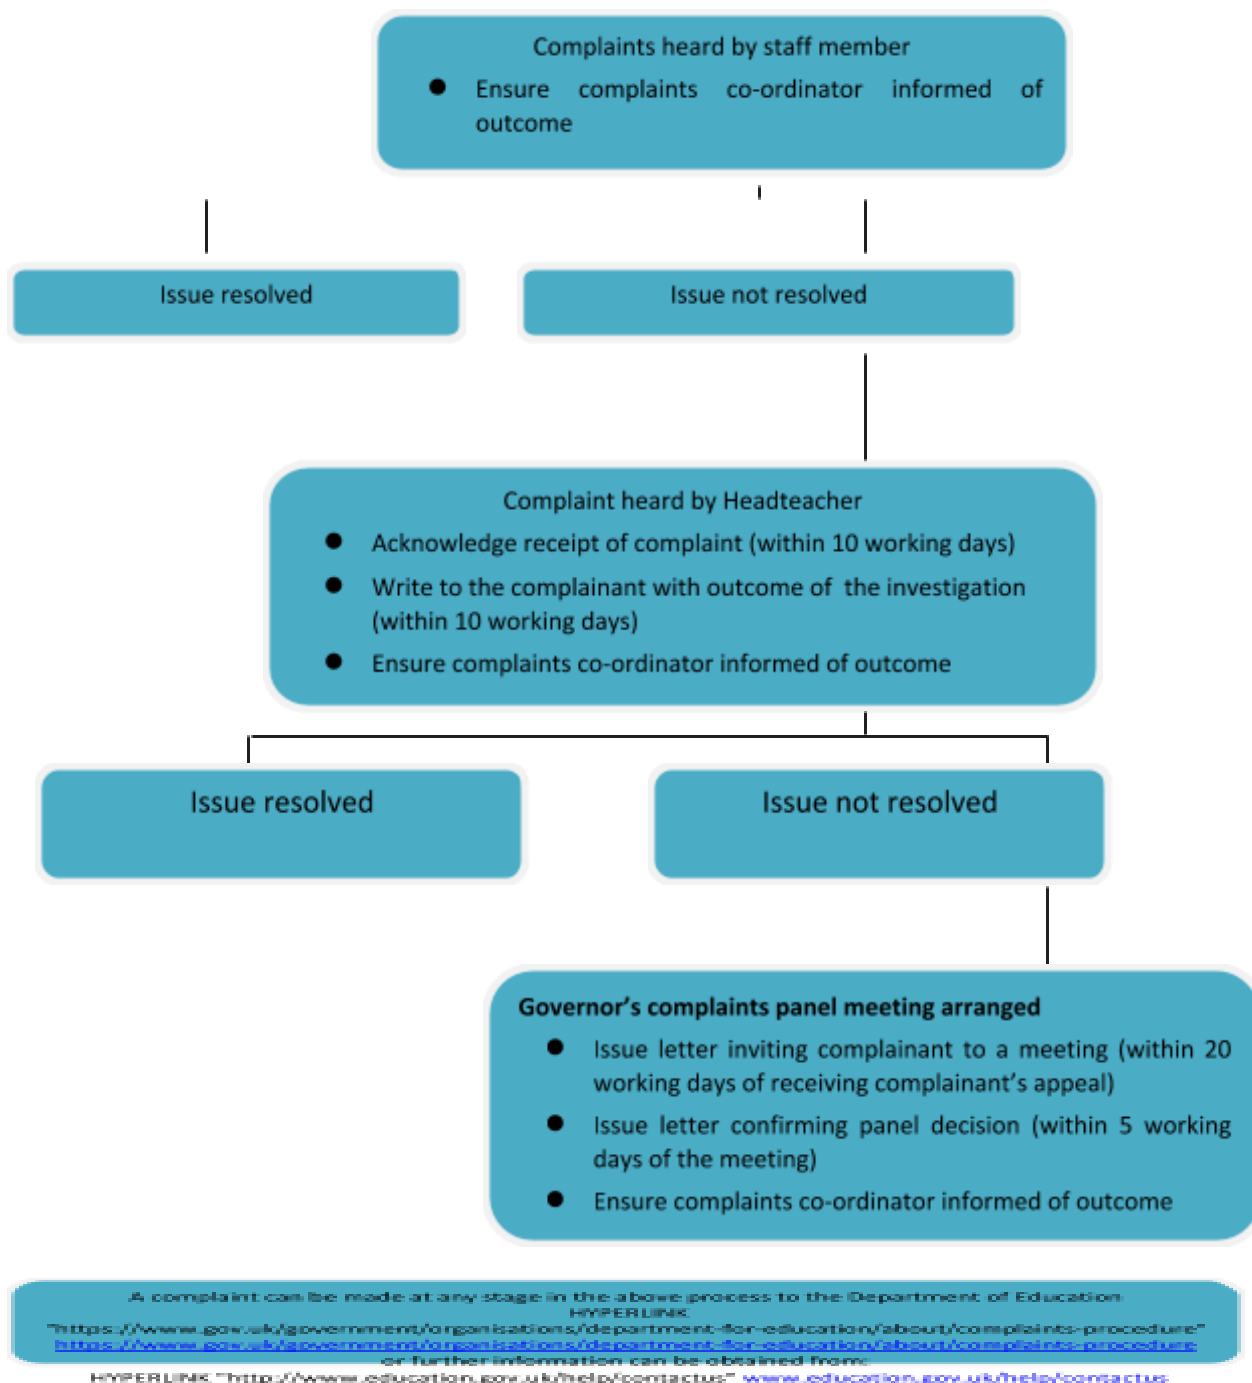 Complaints heard by staff member
● Ensure complaints co-ordinator informed of
outcome
Issue resolved
Issue not resolved
Complaint heard by Headteacher
● Acknowledge receipt of complaint (within 10 working days)
● Write to the complainant with outcome of the investigation
(within 10 working days)
● Ensure complaints co-ordinator informed of outcome
Issue resolved
Issue not resolved
Governor’s complaints panel meeting arranged
● Issue letter inviting complainant to a meeting (within 20
working days of receiving complainant’s appeal)
● Issue letter confirming panel decision (within 5 working
days of the meeting)
● Ensure complaints co-ordinator informed of outcome
A complaint can be made at any stage in the above process to the Department of Education
HYPERLINK
"https://www.gov.uk/government/organisations/department-for-education/about/complaints-procedure"
https://www.gov.uk/government/organisations/department-for-education/about/complaints-procedure
or further information can be obtained from:
HYPERLINK "http://www.education.gov.uk/help/contactus" www.education.gov.uk/help/contactus